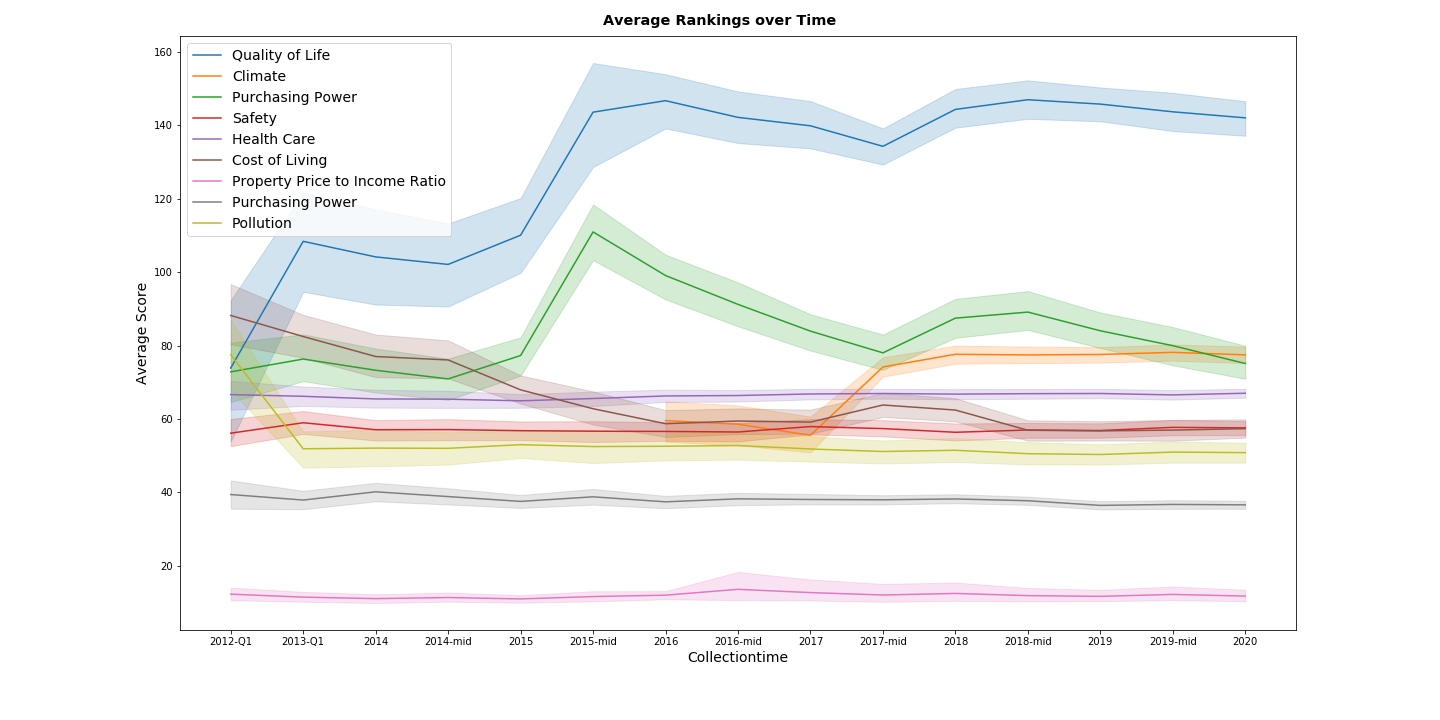 Average Rankings over Time
160
140
120
100
80
60
40
20
Average Score
Quality of Life
Climate
Purchasing Power
Safety
Health Care
Cost of Living
Property Price to Income Ratio
Purchasing Power
Pollution
2012-Q1 2013-Q1 2014 2014-mid 2015 2015-mid 2016 2016-mid 2017 2017-mid 2018 2018-mid 2019 2019-mid 2020
Collectiontime